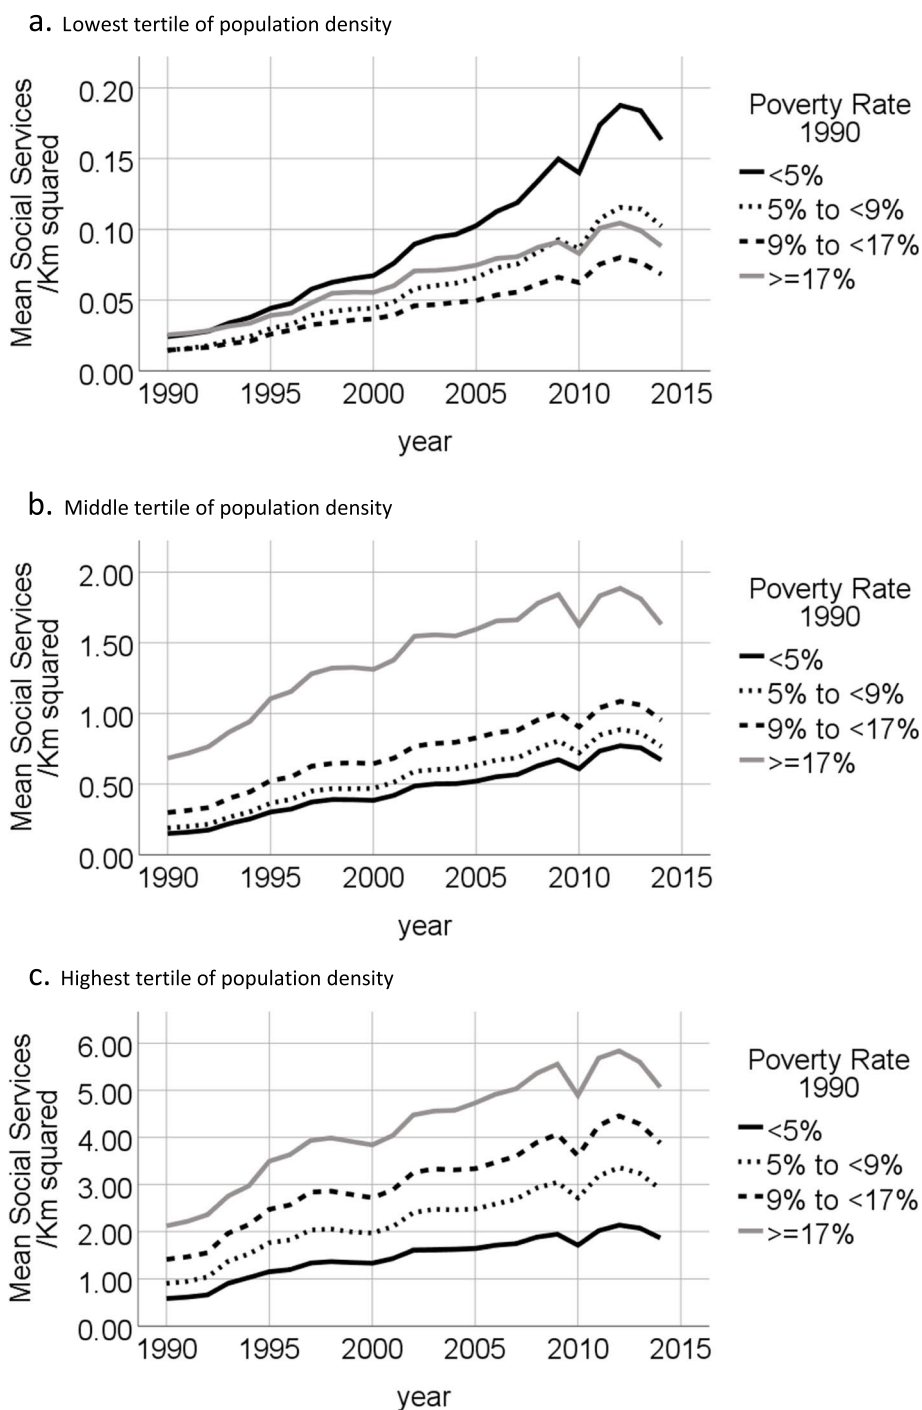 a. Lowest tertile of population density
Mean Social Services
/Km squared
0.20
0.15
0.10
0.05
0.00
1990 1995 2000 2005 2010 2015
year
Poverty Rate
1990
<5%
5% to <9%
9% to <17%
>=17%
b. Middle tertile of population density
Mean Social Services
/Km squared
2.00
1.50
1.00
0.50
0.00
1990 1995 2000 2005 2010 2015
year
Poverty Rate
1990
<5%
5% to <9%
9% to <17%
>=17%
c. Highest tertile of population density
Mean Social Services
/Km squared
6.00
5.00
4.00
3.00
2.00
1.00
0.00
1990 1995 2000 2005 2010 2015
year
Poverty Rate
1990
<5%
5% to <9%
9% to <17%
>=17%